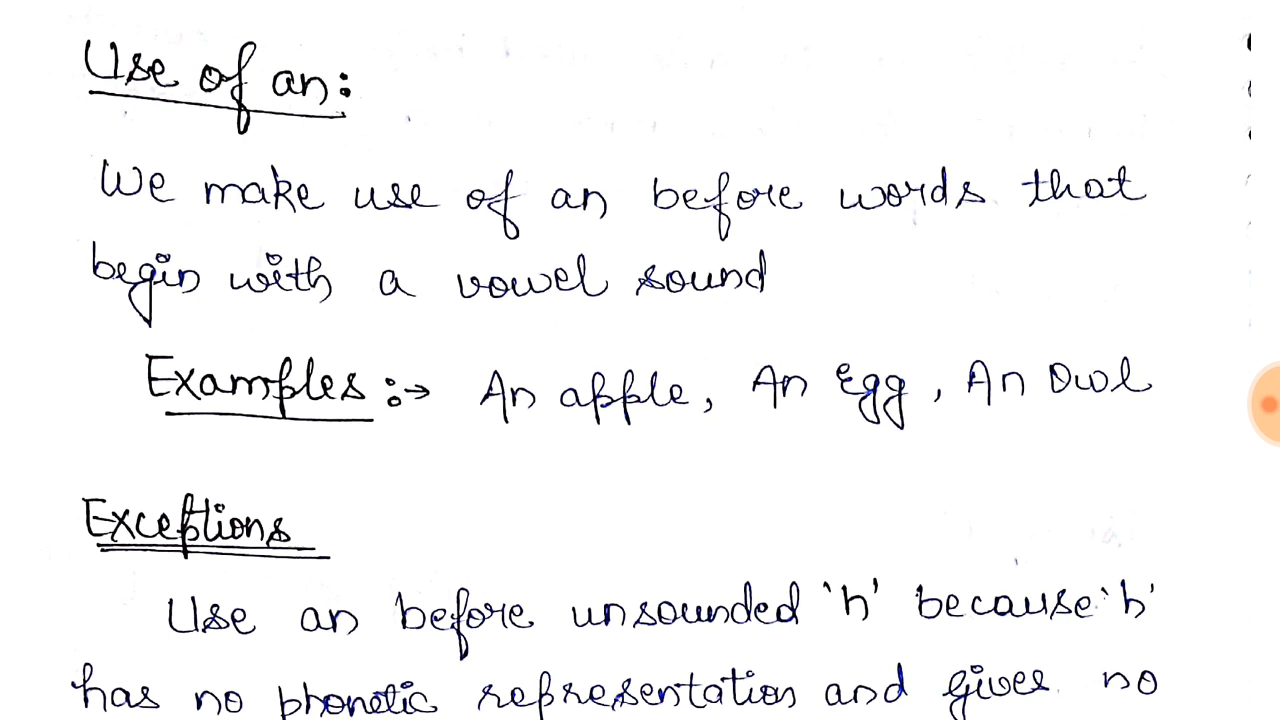 Use of an:
We make use of an before words that
begin with a vowel sound
Examples :→ An apple, An Egg, An Owl
Exceptions
Use an before unsounded 'h' because 'h'
has no phonetic representation and gives no